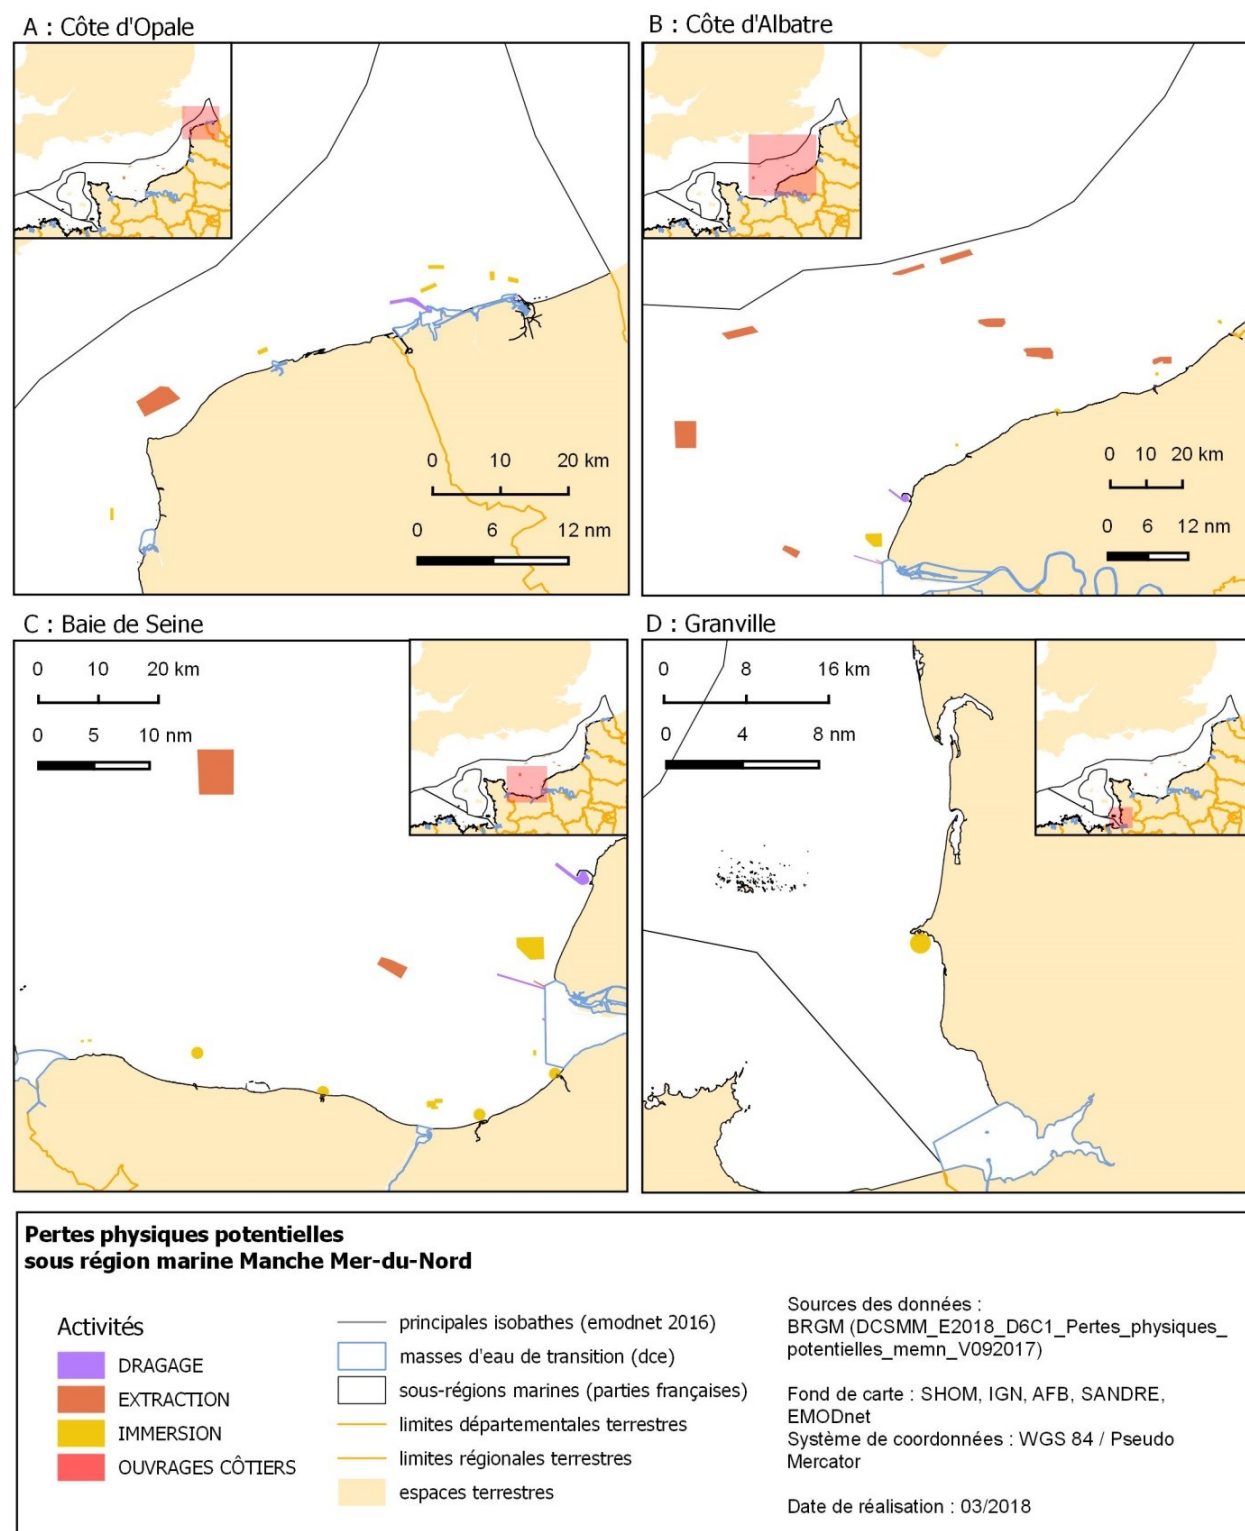 A : Côte d'Opale
0 10 20 km
0 6 12 nm
B : Côte d'Albatre
0 10 20 km
0 6 12 nm
C : Baie de Seine
0 10 20 km
0 5 10 nm
D : Granville
0 8 16 km
0 4 8 nm
Pertes physiques potentielles
sous région marine Manche Mer-du-Nord
Activités
DRAGAGE
EXTRACTION
IMMERSION
OUVRAGES CÔTIERS
principales isobathes (emodnet 2016)
masses d'eau de transition (dce)
sous-régions marines (parties françaises)
limites départementales terrestres
limites régionales terrestres
espaces terrestres
Sources des données :
BRGM (DCSMM_E2018_D6C1_Pertes_physiques_
potentielles_memn_V092017)
Fond de carte : SHOM, IGN, AFB, SANDRE,
EMODnet
Système de coordonnées : WGS 84 / Pseudo
Mercator
Date de réalisation : 03/2018